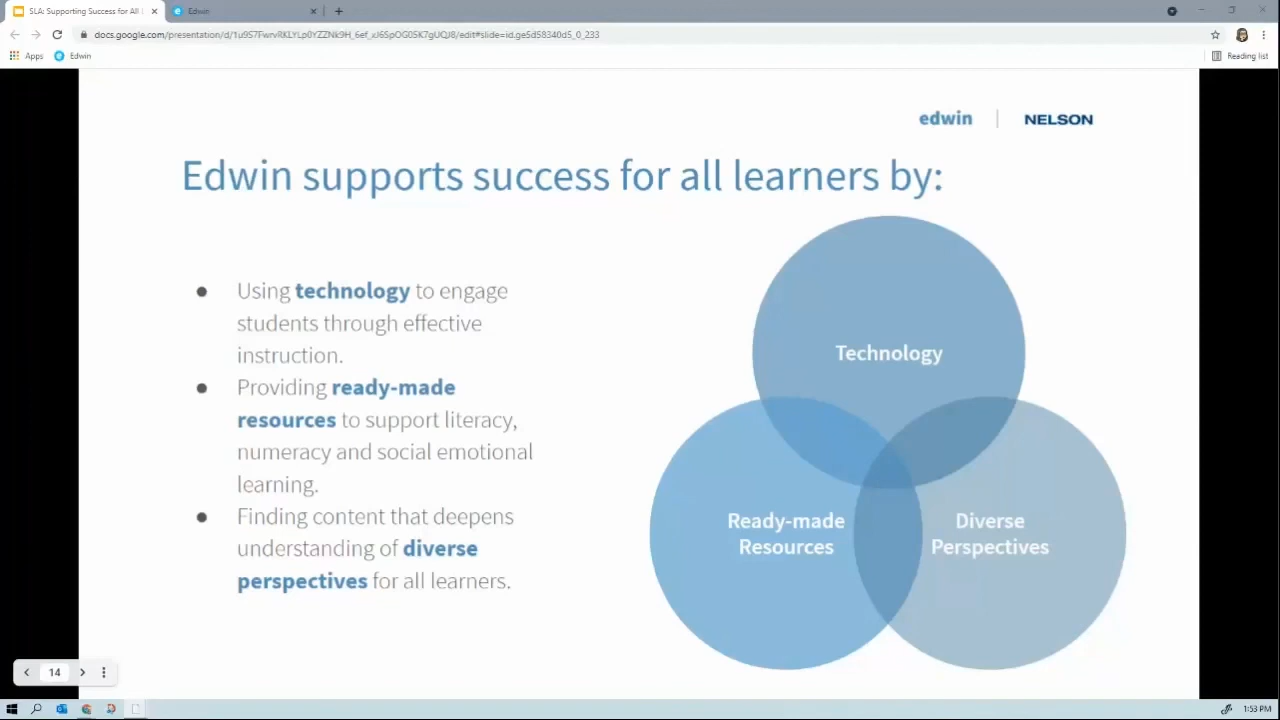 SLA: Supporting Success for All
Edwin
docs.google.com/presentation/d/1u9S7FwrvRKLYLp0YZZNk9H_6ef_xJ6SpOG05K7gUQJ8/edit#slide=id.ge5d58340d5_0_233
Apps
Edwin
Reading list
edwin | NELSON
Edwin supports success for all learners by:
● Using technology to engage
students through effective
instruction.
● Providing ready-made
resources to support literacy,
numeracy and social emotional
learning.
● Finding content that deepens
understanding of diverse
perspectives for all learners.
Technology
Ready-made
Resources
Diverse
Perspectives
14
1:53 PM